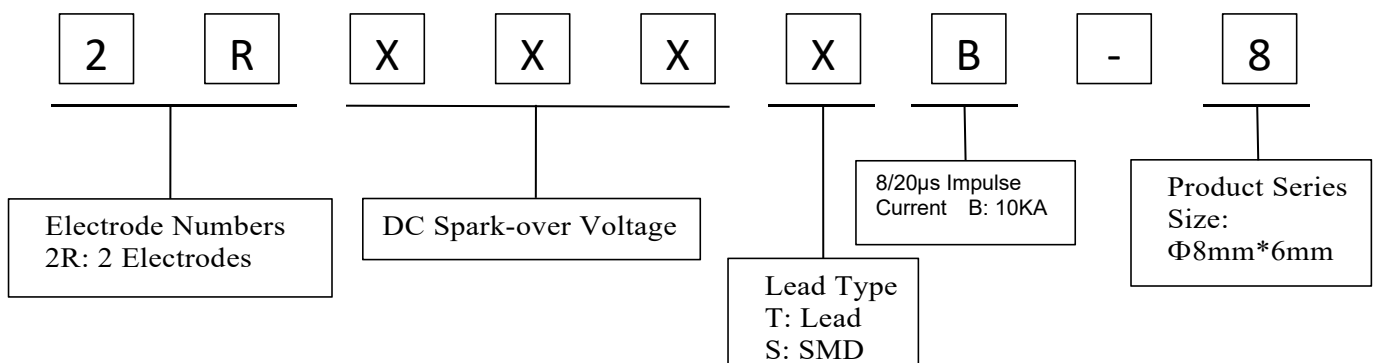 2 R X X X X B - 8
Electrode Numbers
2R: 2 Electrodes
DC Spark-over Voltage
Lead Type
T: Lead
S: SMD
8/20μs Impulse
Current B: 10KA
Product Series
Size:
Φ8mm*6mm